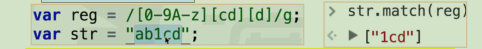 var reg = /[0-9A-z][cd][d]/g;
var str = "ab1cd";
> str.match(reg)
<· ▶ ["1cd"]